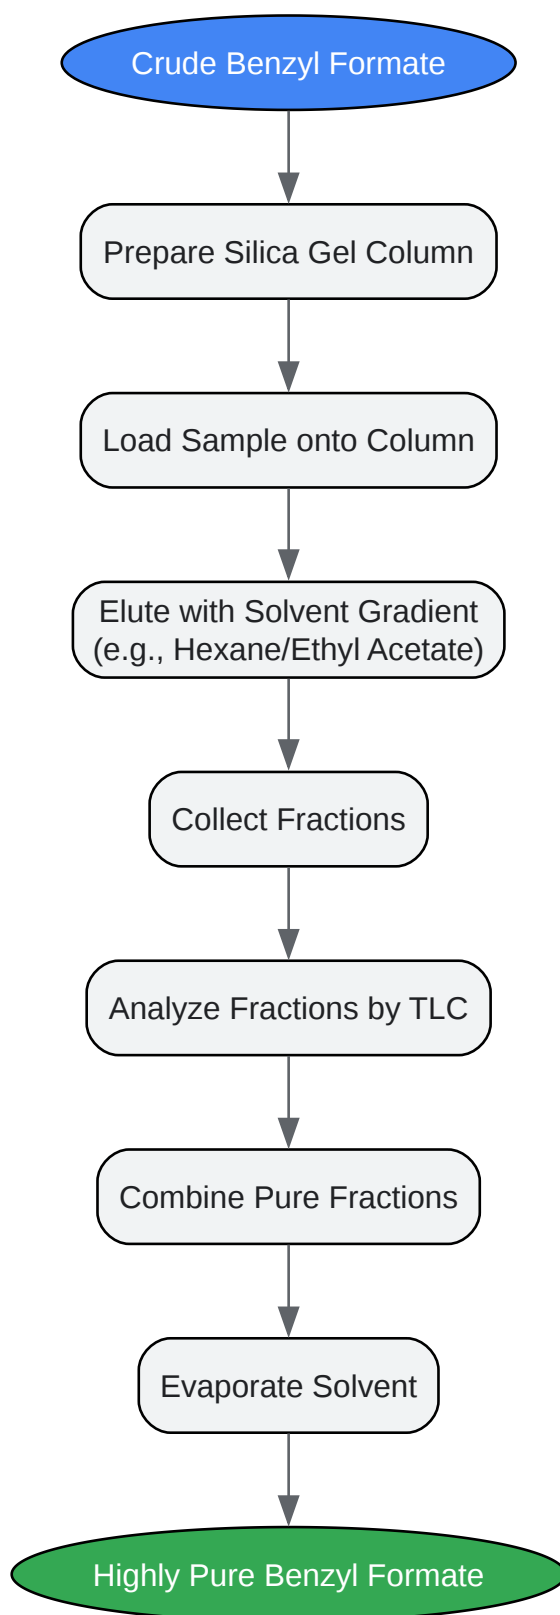 Crude Benzyl Formate
Prepare Silica Gel Column
Load Sample onto Column
Elute with Solvent Gradient
(e.g., Hexane/Ethyl Acetate)
Collect Fractions
Analyze Fractions by TLC
Combine Pure Fractions
Evaporate Solvent
Highly Pure Benzyl Formate